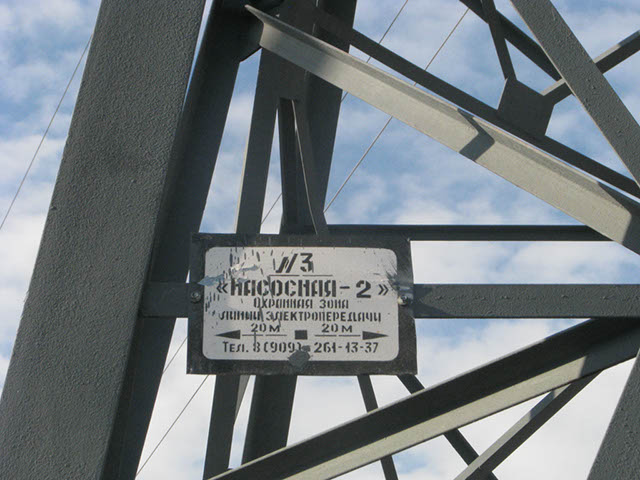 №3
«Насосная-2»
ОХРАННАЯ ЗОНА
ЛИНИИ ЭЛЕКТРОПЕРЕДАЧИ
20м 20м
Тел. 8(909) 261-13-37